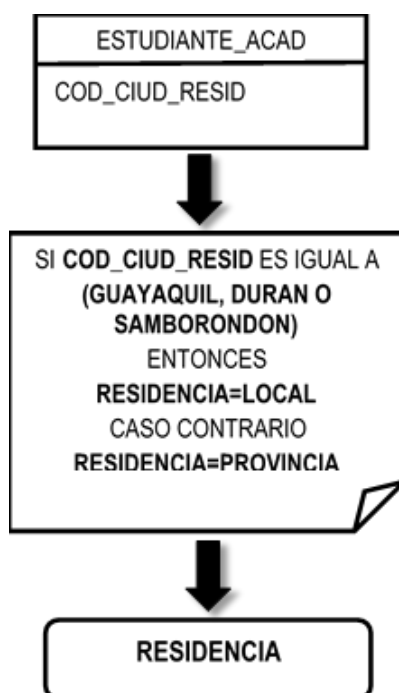 ESTUDIANTE_ACAD
COD_CIUD_RESID
SI COD_CIUD_RESID ES IGUAL A
(GUAYAQUIL, DURAN O
SAMBORONDON)
ENTONCES
RESIDENCIA=LOCAL
CASO CONTRARIO
RESIDENCIA=PROVINCIA
RESIDENCIA